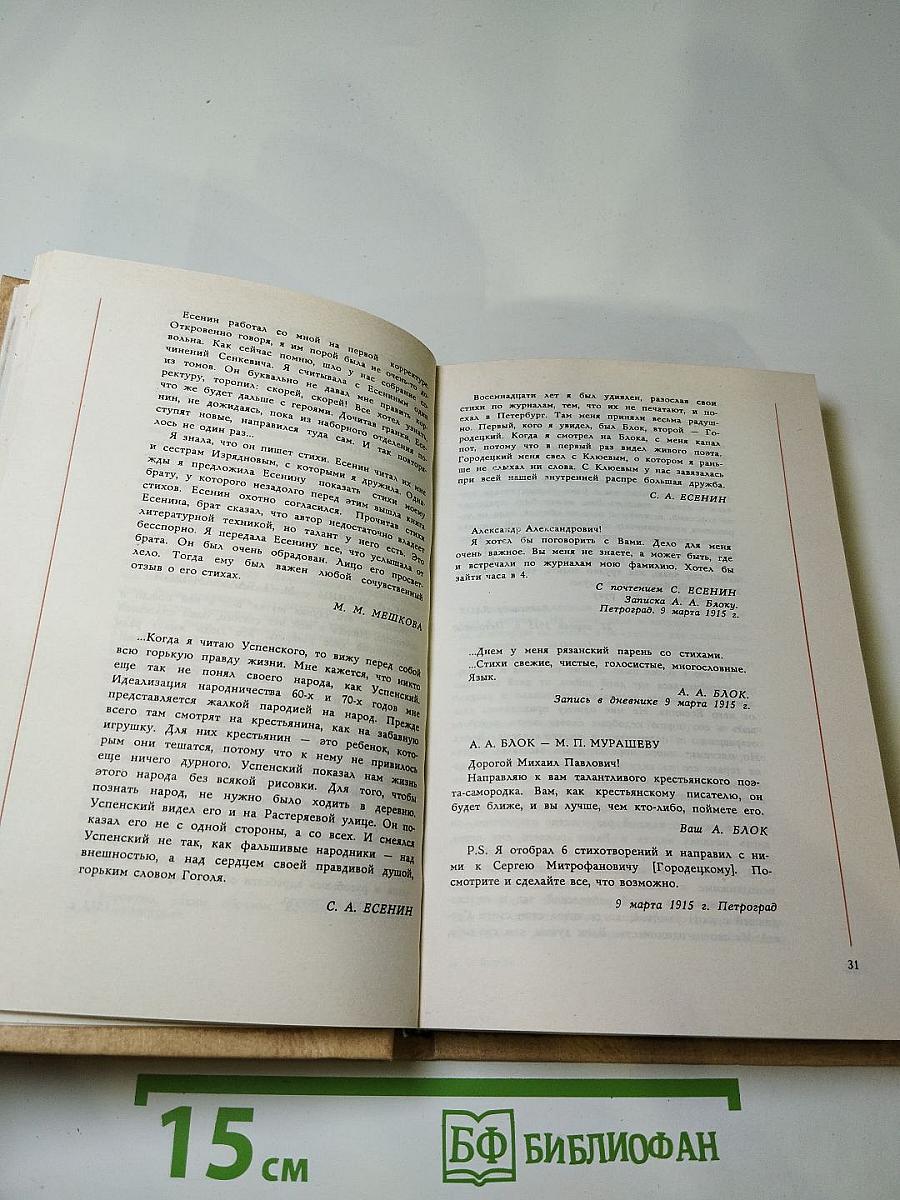 Есенин работал со мной на первой корректуре.
Откровенно говоря, я им порой была не очень-то до-
вольна. Как сейчас помню, шло у нас собрание со-
чинений Сенкевича. Я считывала с Есениным один
из томов. Он буквально не давал мне править кор-
ректуру, торопил: скорей, скорей! Все хотел узнать,
что же будет дальше с героями. Дочитав гранки, Есе-
нин, не дожидаясь, пока из наборного отделения по-
ступят новые, направился туда сам. И так повторя-
лось не один раз...
Я знала, что он пишет стихи. Есенин читал их мне
и сестрам Изрядновым, с которыми я дружила. Одна-
жды я предложила Есенину показать стихи моему
брату, у которого незадолго перед этим вышла книга
стихов. Есенин охотно согласился. Прочитав стихи
Есенина, брат сказал, что автор недостаточно владеет
литературной техникой, но талант у него есть. Это
бесспорно. Я передала Есенину все, что услышала от
брата. Он был очень обрадован. Лицо его просвет-
лело. Тогда ему был важен любой сочувственный
отзыв о его стихах.
М. М. МЕШКОВА
...Когда я читаю Успенского, то вижу перед собой
всю горькую правду жизни. Мне кажется, что никто
еще так не понял своего народа, как Успенский.
Идеализация народничества 60-х и 70-х годов мне
представляется жалкой пародией на народ. Прежде
всего там смотрят на крестьянина, как на забавную
игрушку. Для них крестьянин — это ребенок, кото-
рым они тешатся, потому что к нему не привилось
еще ничего дурного. Успенский показал нам жизнь
этого народа без всякой рисовки. Для того, чтобы
познать народ, не нужно было ходить в деревню.
Успенский видел его и на Растеряевой улице. Он по-
казал его не с одной стороны, а со всех. И смеялся
Успенский не так, как фальшивые народники — над
внешностью, а над сердцем своей правдивой душой,
горьким словом Гоголя.
С. А. ЕСЕНИН
Восемнадцати лет я был удивлен, разослав свои
стихи по журналам, тем, что их не печатают, и по-
ехал в Петербург. Там меня приняли весьма радуш-
но. Первый, кого я увидел, был Блок, второй — Го-
родецкий. Когда я смотрел на Блока, с меня капал
пот, потому что в первый раз видел живого поэта.
Городецкий меня свел с Клюевым, о котором я рань-
ше не слыхал ни слова. С Клюевым у нас завязалась
при всей нашей внутренней распре большая дружба.
С. А. ЕСЕНИН
Александр Александрович!
Я хотел бы поговорить с Вами. Дело для меня
очень важное. Вы меня не знаете, а может быть, где
и встречали по журналам мою фамилию. Хотел бы
зайти часа в 4.
С почтением С. ЕСЕНИН
Записка А. А. Блоку.
Петроград. 9 марта 1915 г.
...Днем у меня рязанский парень со стихами.
...Стихи свежие, чистые, голосистые, многословные.
Язык.
А. А. БЛОК.
Запись в дневнике 9 марта 1915 г.
А. А. БЛОК — М. П. МУРАШЕВУ
Дорогой Михаил Павлович!
Направляю к вам талантливого крестьянского поэ-
та-самородка. Вам, как крестьянскому писателю, он
будет ближе, и вы лучше, чем кто-либо, поймете его.
Ваш А. БЛОК
P.S. Я отобрал 6 стихотворений и направил с ни-
ми к Сергею Митрофановичу [Городецкому]. По-
смотрите и сделайте все, что возможно.
9 марта 1915 г. Петроград
31
15 см
БФ БИБЛИОФАН